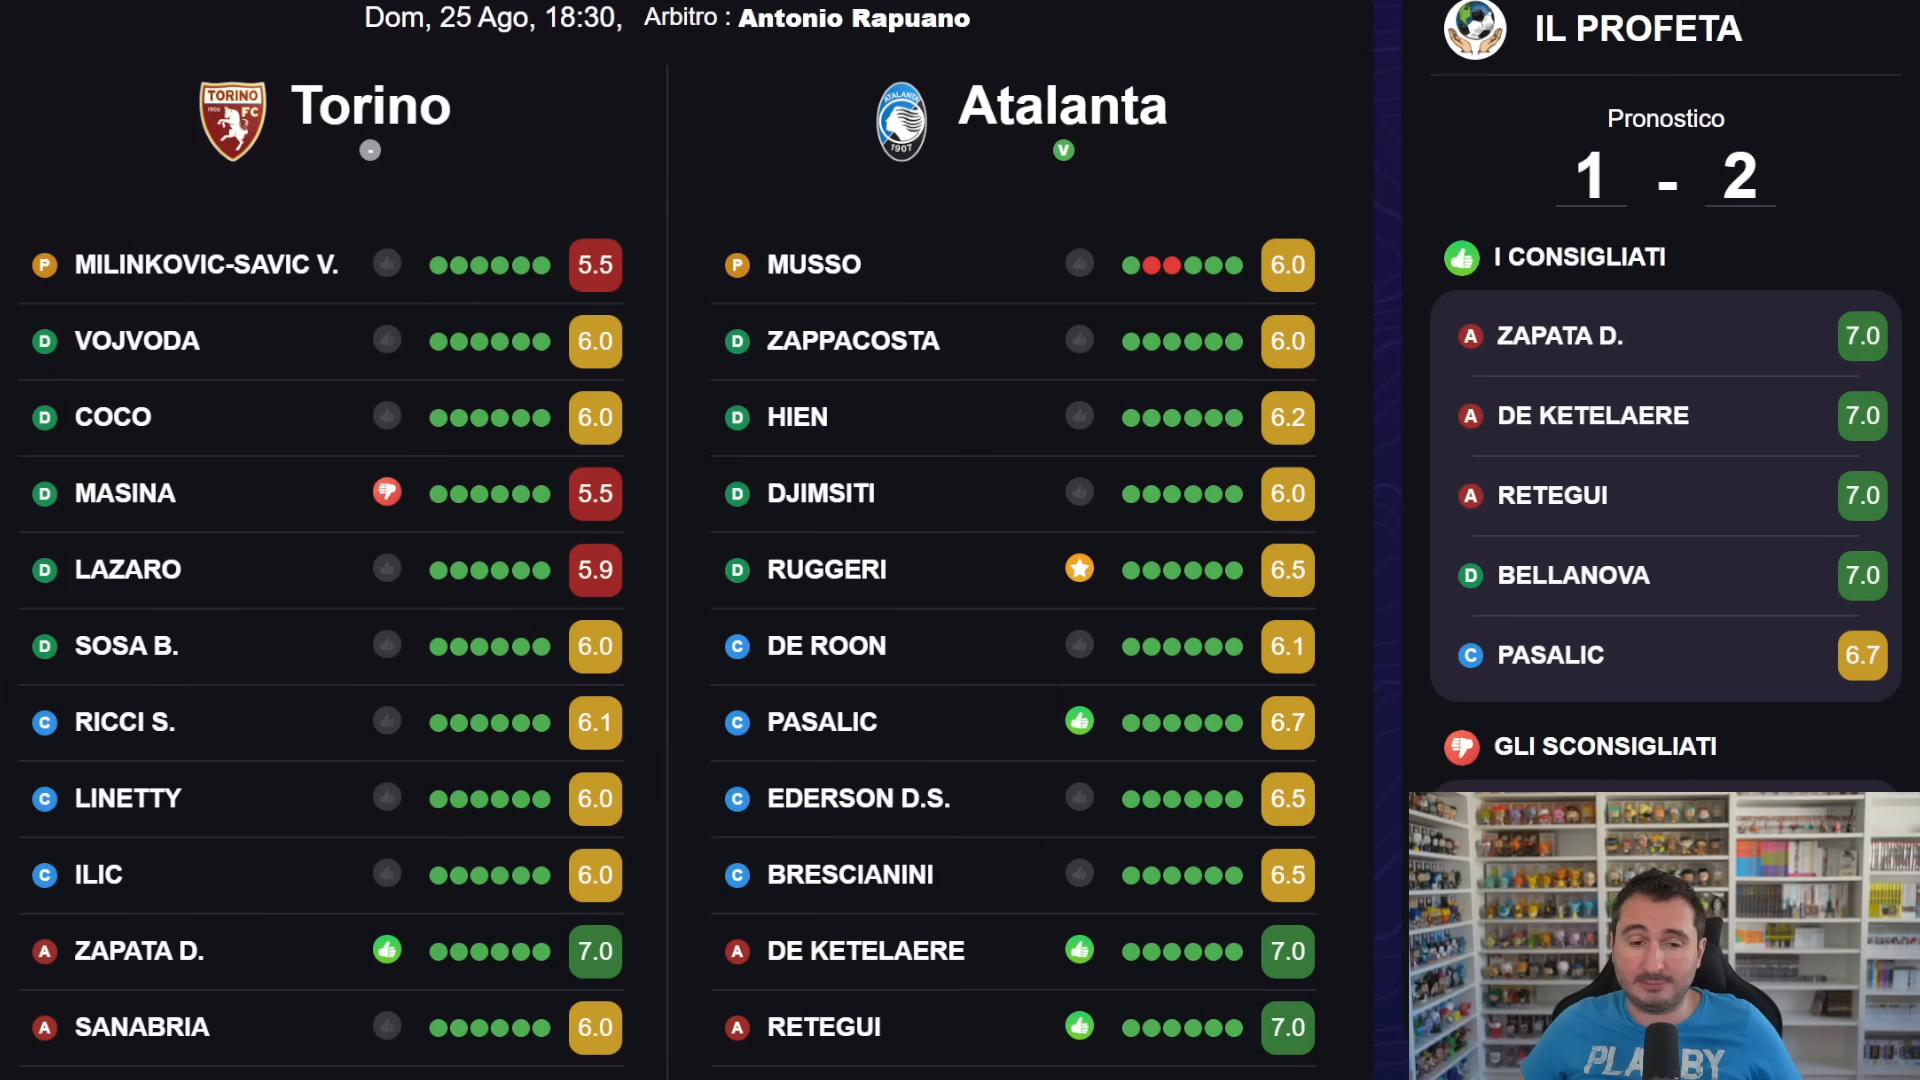 Dom, 25 Ago, 18:30, Arbitro : Antonio Rapuano
TORINO
1906
FC
Torino
-
P MILINKOVIC-SAVIC V. 5.5
D VOJVODA 6.0
D COCO 6.0
D MASINA 5.5
D LAZARO 5.9
D SOSA B. 6.0
C RICCI S. 6.1
C LINETTY 6.0
C ILIC 6.0
A ZAPATA D. 7.0
A SANABRIA 6.0
ATALANTA
1907
Atalanta
V
P MUSSO 6.0
D ZAPPACOSTA 6.0
D HIEN 6.2
D DJIMSITI 6.0
D RUGGERI 6.5
C DE ROON 6.1
C PASALIC 6.7
C EDERSON D.S. 6.5
C BRESCIANINI 6.5
A DE KETELAERE 7.0
A RETEGUI 7.0
IL PROFETA
Pronostico
1 - 2
I CONSIGLIATI
A ZAPATA D. 7.0
A DE KETELAERE 7.0
A RETEGUI 7.0
D BELLANOVA 7.0
C PASALIC 6.7
GLI SCONSIGLIATI